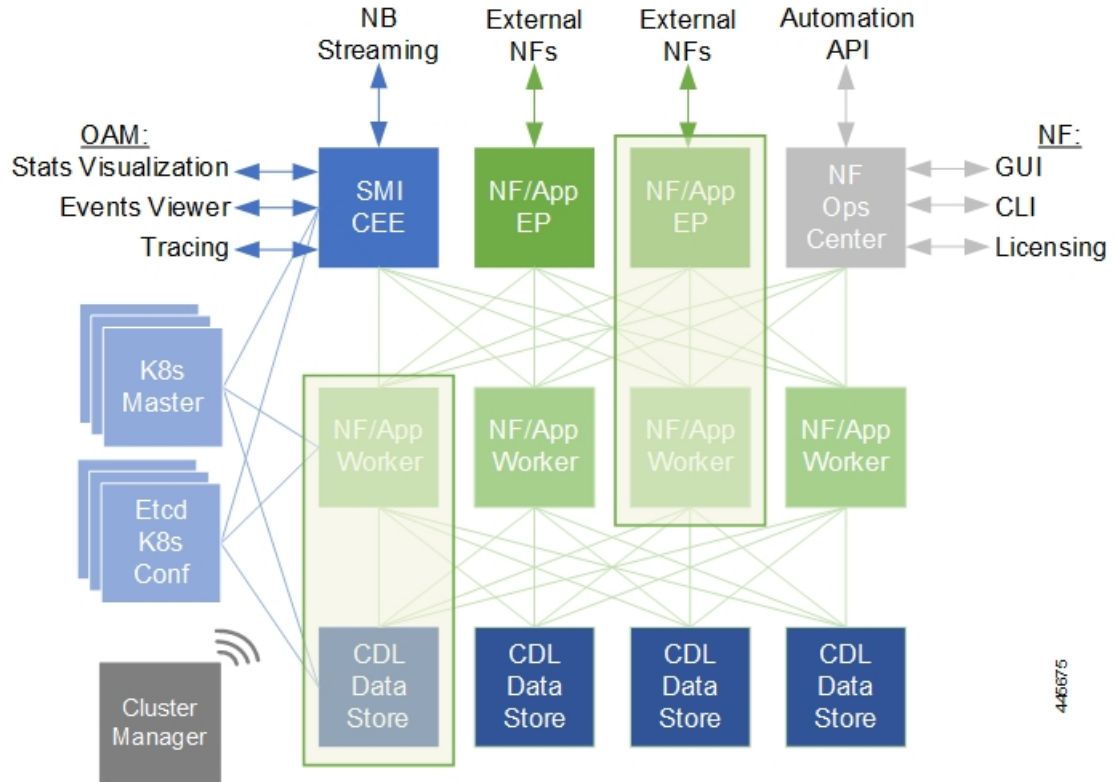 NB
Streaming
External
NFs
External
NFs
Automation
API
OAM:
Stats Visualization
Events Viewer
Tracing
SMI
CEE
NF/App
EP
NF/App
EP
NF
Ops
Center
NF:
GUI
CLI
Licensing
K8s
Master
NF/App
Worker
NF/App
Worker
NF/App
Worker
NF/App
Worker
Etcd
K8s
Conf
Cluster
Manager
CDL
Data
Store
CDL
Data
Store
CDL
Data
Store
CDL
Data
Store
445675